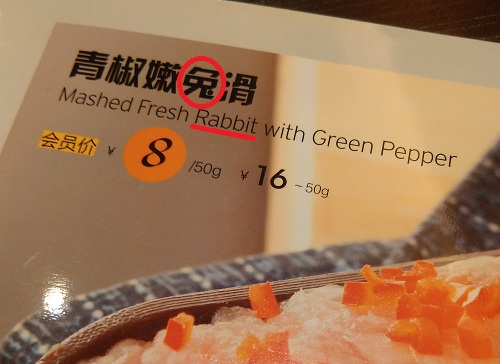 青椒嫩兔滑
Mashed Fresh Rabbit with Green Pepper
会员价 ¥ 8 /50g ¥ 16 ~50g